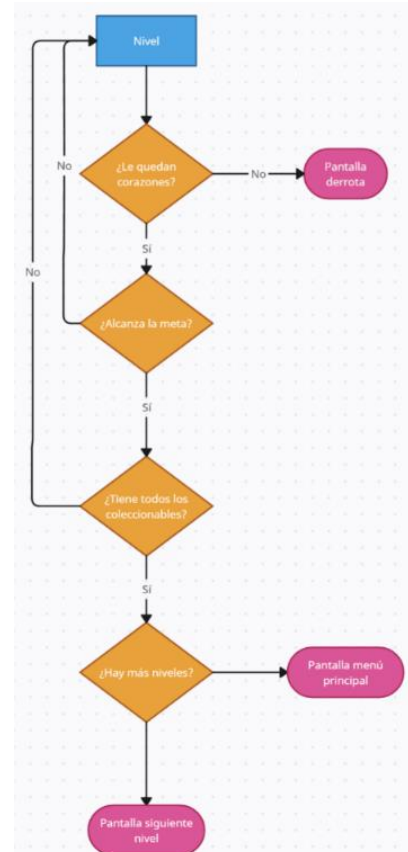 Nivel
¿Le quedan
corazones?
No
Pantalla
derrota
Sí
No
¿Alcanza la meta?
No
Sí
¿Tiene todos los
coleccionables?
Sí
¿Hay más niveles?
Pantalla menú
principal
Pantalla siguiente
nivel